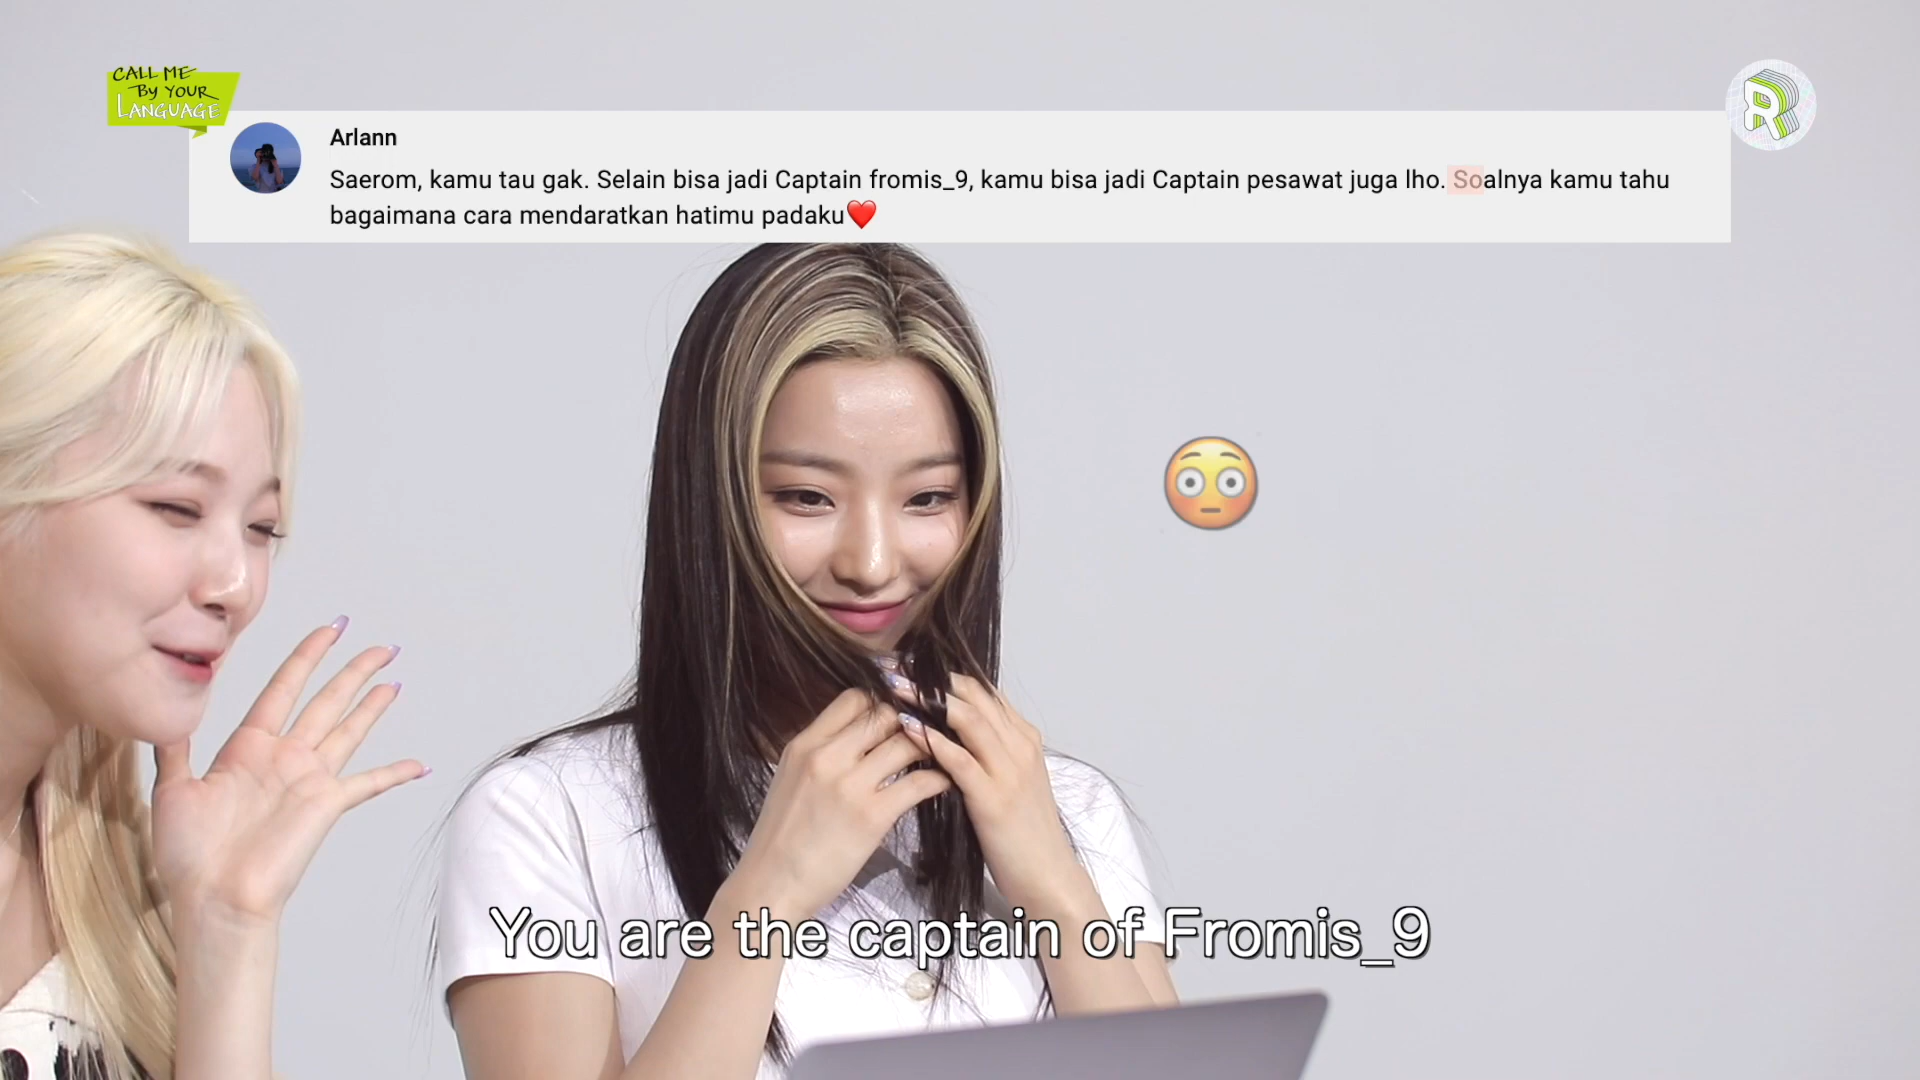 CALL ME
By YOUR
LANGUAGE
R
Arlann
Saerom, kamu tau gak. Selain bisa jadi Captain fromis_9, kamu bisa jadi Captain pesawat juga lho. Soalnya kamu tahu
bagaimana cara mendaratkan hatimu padaku❤️
You are the captain of Fromis_9